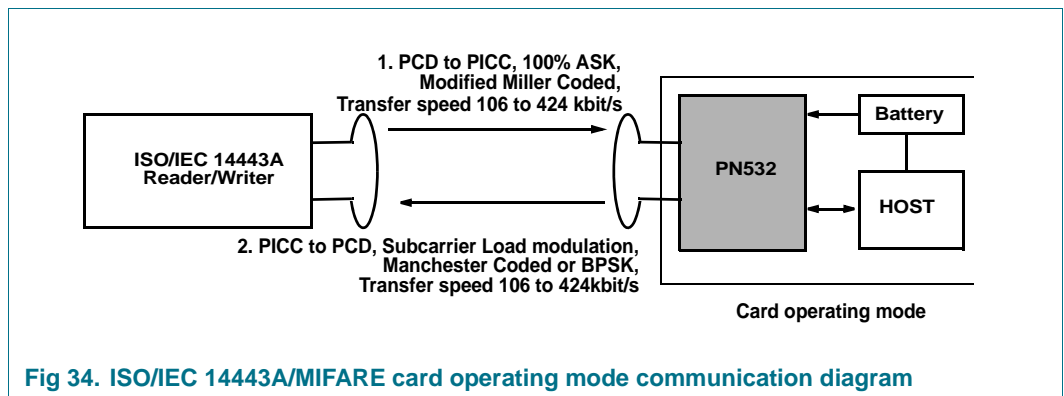 1. PCD to PICC, 100% ASK,
Modified Miller Coded,
Transfer speed 106 to 424 kbit/s
ISO/IEC 14443A
Reader/Writer
PN532
Battery
HOST
2. PICC to PCD, Subcarrier Load modulation,
Manchester Coded or BPSK,
Transfer speed 106 to 424kbit/s
Card operating mode
Fig 34. ISO/IEC 14443A/MIFARE card operating mode communication diagram